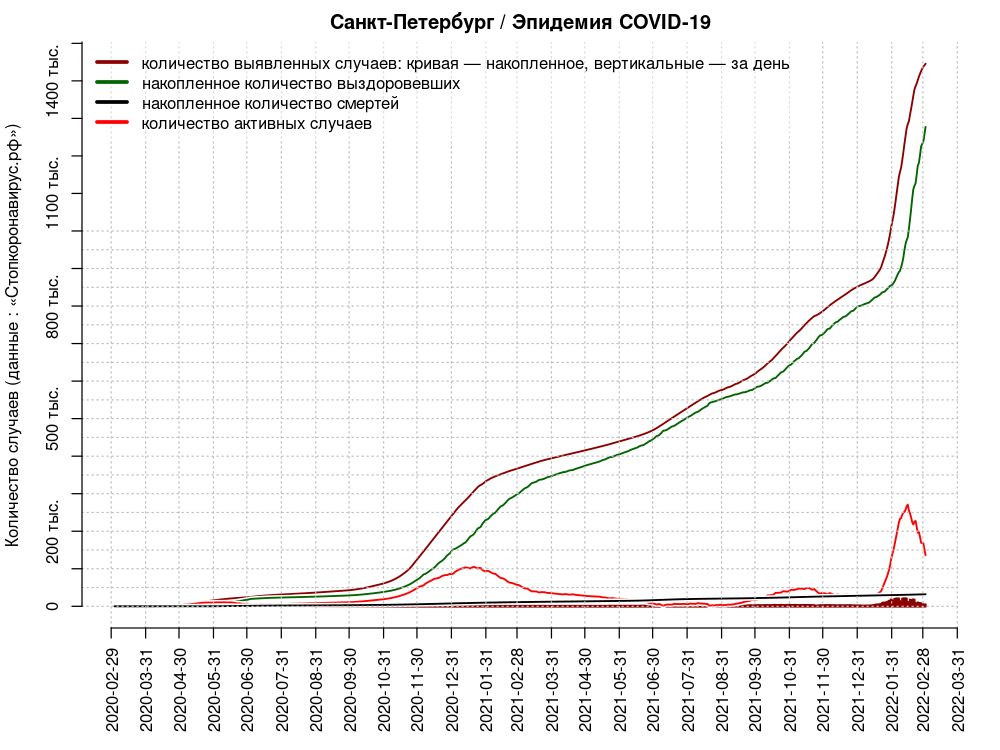 Санкт-Петербург / Эпидемия COVID-19
количество выявленных случаев: кривая — накопленное, вертикальные — за день
накопленное количество выздоровевших
накопленное количество смертей
количество активных случаев
Количество случаев (данные : «Стопкоронавирус.рф»)
1400 тыс.
1100 тыс.
800 тыс.
500 тыс.
200 тыс.
0
2020-02-29
2020-03-31
2020-04-30
2020-05-31
2020-06-30
2020-07-31
2020-08-31
2020-09-30
2020-10-31
2020-11-30
2020-12-31
2021-01-31
2021-02-28
2021-03-31
2021-04-30
2021-05-31
2021-06-30
2021-07-31
2021-08-31
2021-09-30
2021-10-31
2021-11-30
2021-12-31
2022-01-31
2022-02-28
2022-03-31